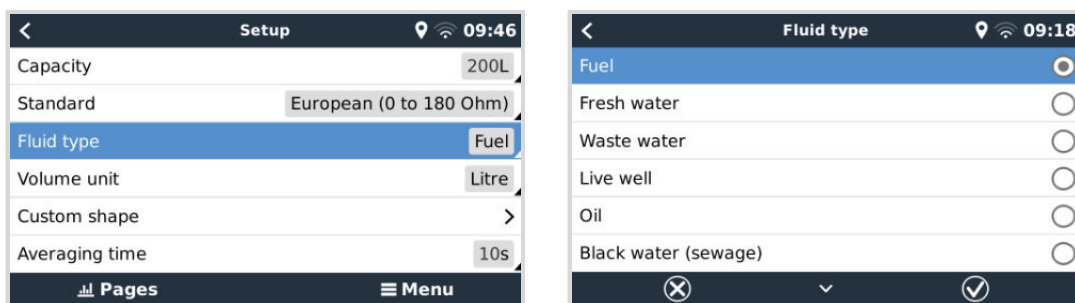 Setup 09:46
Capacity 200L
Standard European (0 to 180 Ohm)
Fluid type Fuel
Volume unit Litre
Custom shape
Averaging time 10s
Pages Menu
Fluid type 09:18
Fuel
Fresh water
Waste water
Live well
Oil
Black water (sewage)